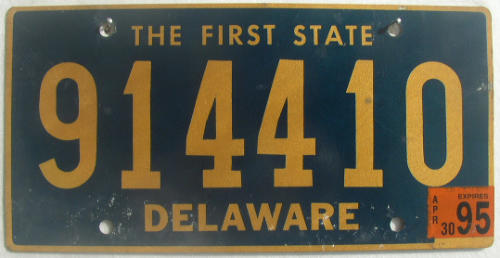 THE FIRST STATE
914410
DELAWARE
EXPIRES
APR 30 95